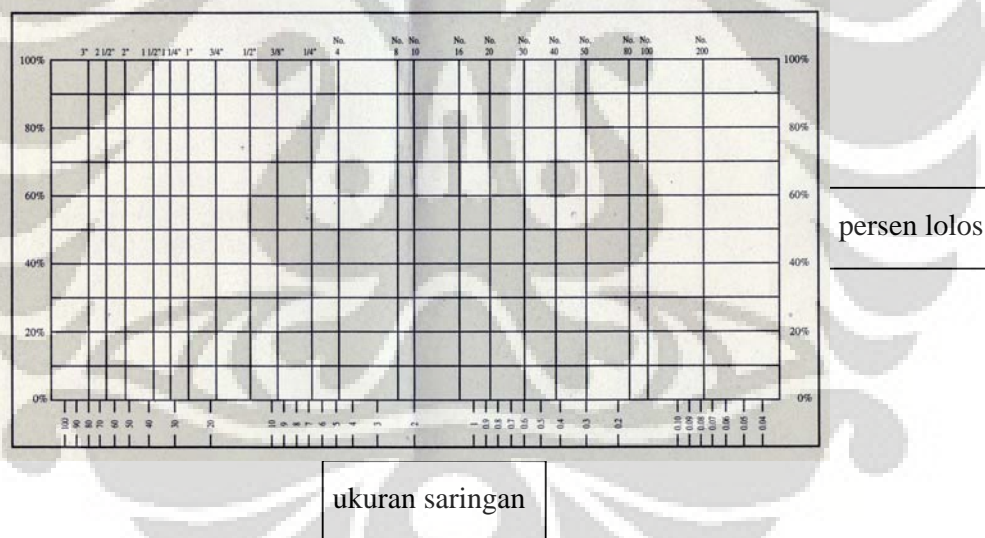 No. No. No. No. No. No. No. No. No. No. No.
3" 2 1/2" 2" 1 1/2" 1 1/4" 1" 3/4" 1/2" 3/8" 1/4" 4 8 10 16 20 30 40 50 80 100 200
100% 100%
80% 80%
60% 60%
persen lolos
40% 40%
20% 20%
0% 0%
100 90 80 70 60 50 40 30 20 10 9 8 7 6 5 4 3 2 1 0.9 0.8 0.7 0.6 0.5 0.4 0.3 0.2 0.10 0.09 0.08 0.07 0.06 0.05 0.04
ukuran saringan